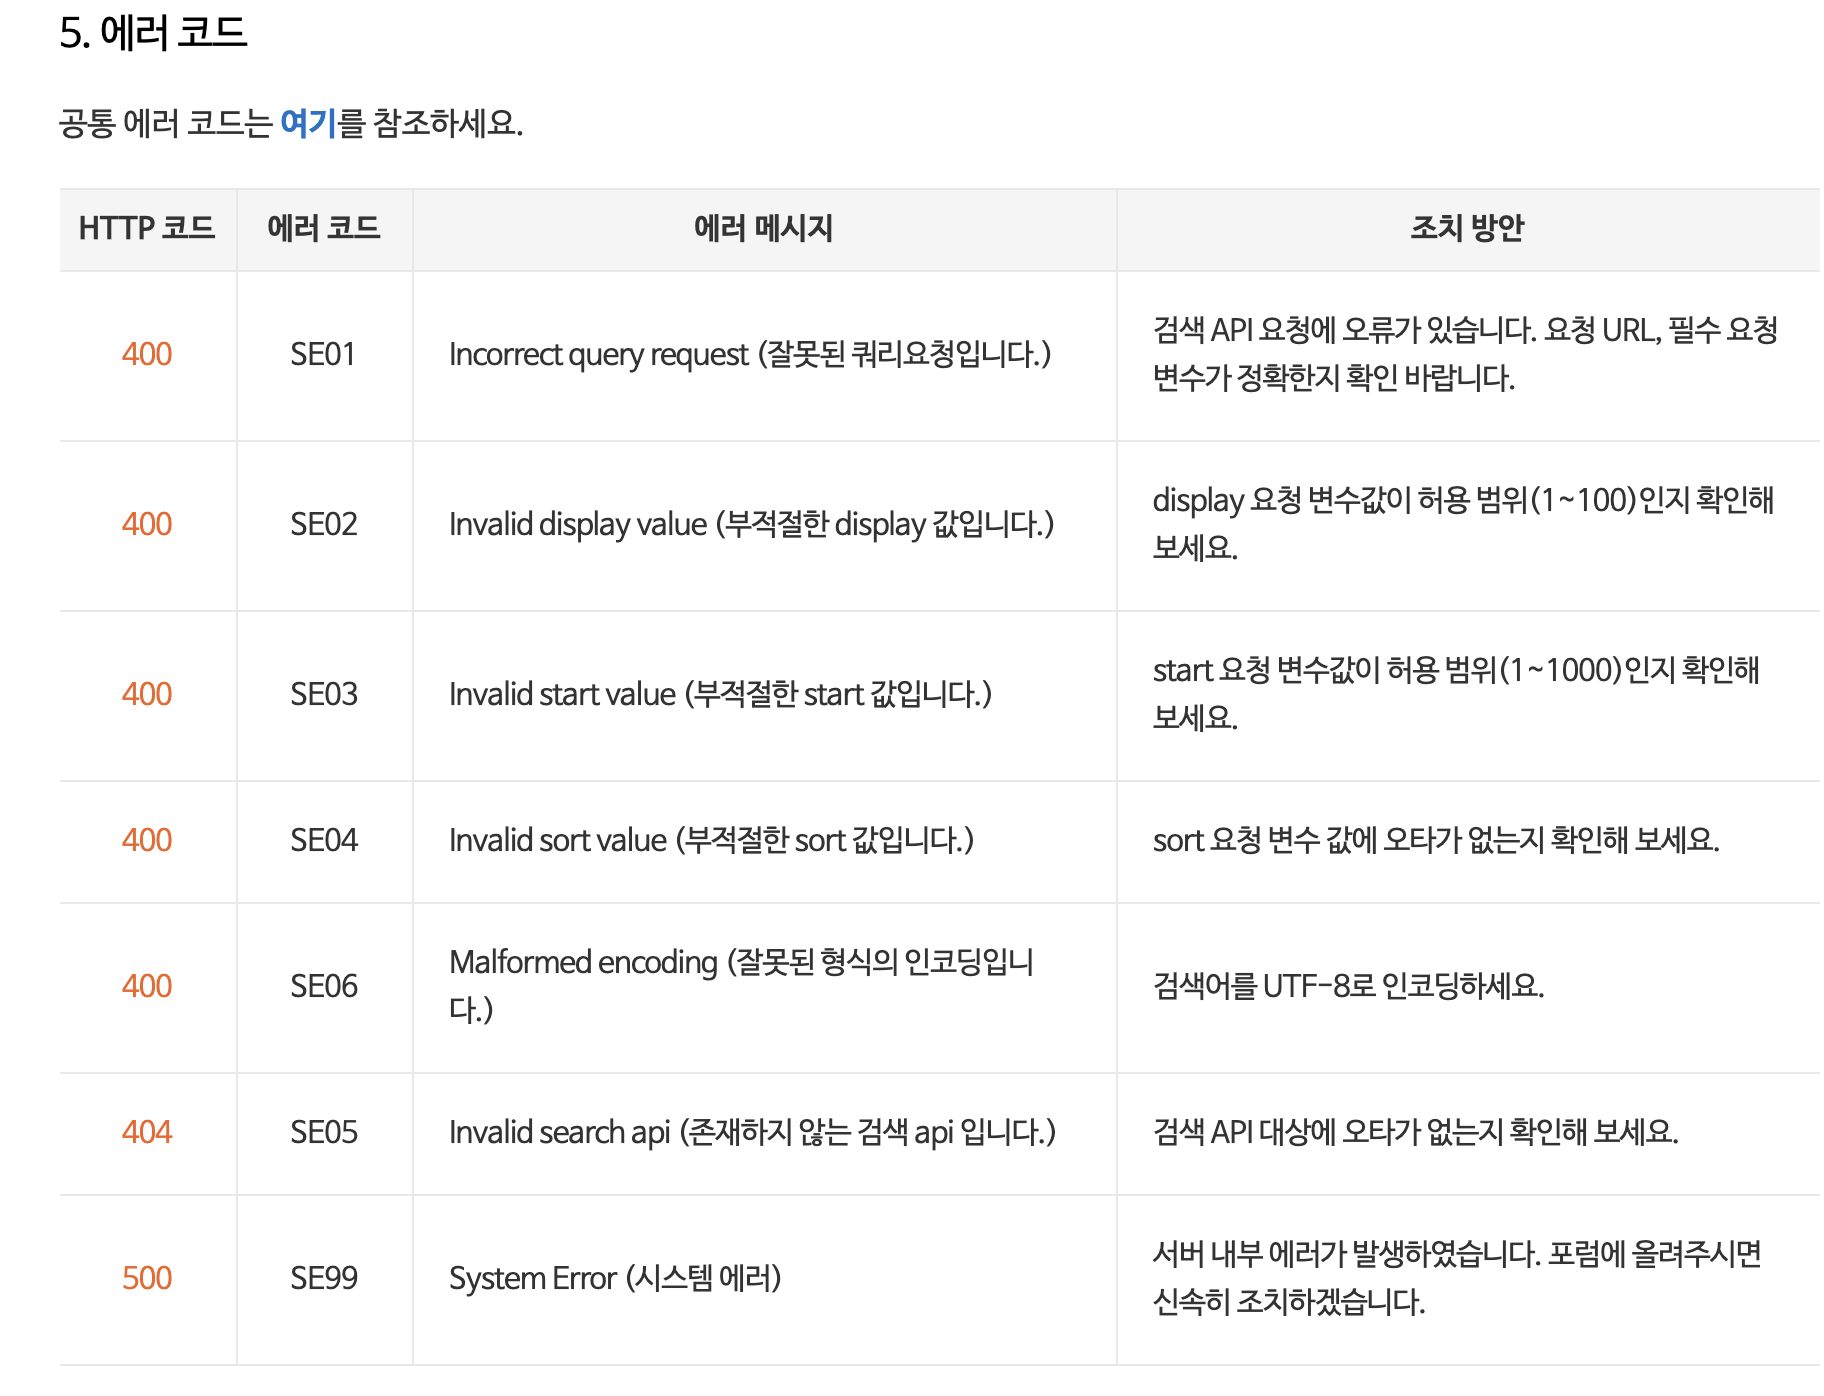 5. 에러 코드
공통 에러 코드는 여기를 참조하세요.
HTTP 코드 에러 코드 에러 메시지 조치 방안
400 SE01 Incorrect query request (잘못된 쿼리요청입니다.) 검색 API 요청에 오류가 있습니다. 요청 URL, 필수 요청
변수가 정확한지 확인 바랍니다.
400 SE02 Invalid display value (부적절한 display 값입니다.) display 요청 변수값이 허용 범위(1~100)인지 확인해
보세요.
400 SE03 Invalid start value (부적절한 start 값입니다.) start 요청 변수값이 허용 범위(1~1000)인지 확인해
보세요.
400 SE04 Invalid sort value (부적절한 sort 값입니다.) sort 요청 변수 값에 오타가 없는지 확인해 보세요.
400 SE06 Malformed encoding (잘못된 형식의 인코딩입니
다.) 검색어를 UTF-8로 인코딩하세요.
404 SE05 Invalid search api (존재하지 않는 검색 api 입니다.) 검색 API 대상에 오타가 없는지 확인해 보세요.
500 SE99 System Error (시스템 에러) 서버 내부 에러가 발생하였습니다. 포럼에 올려주시면
신속히 조치하겠습니다.